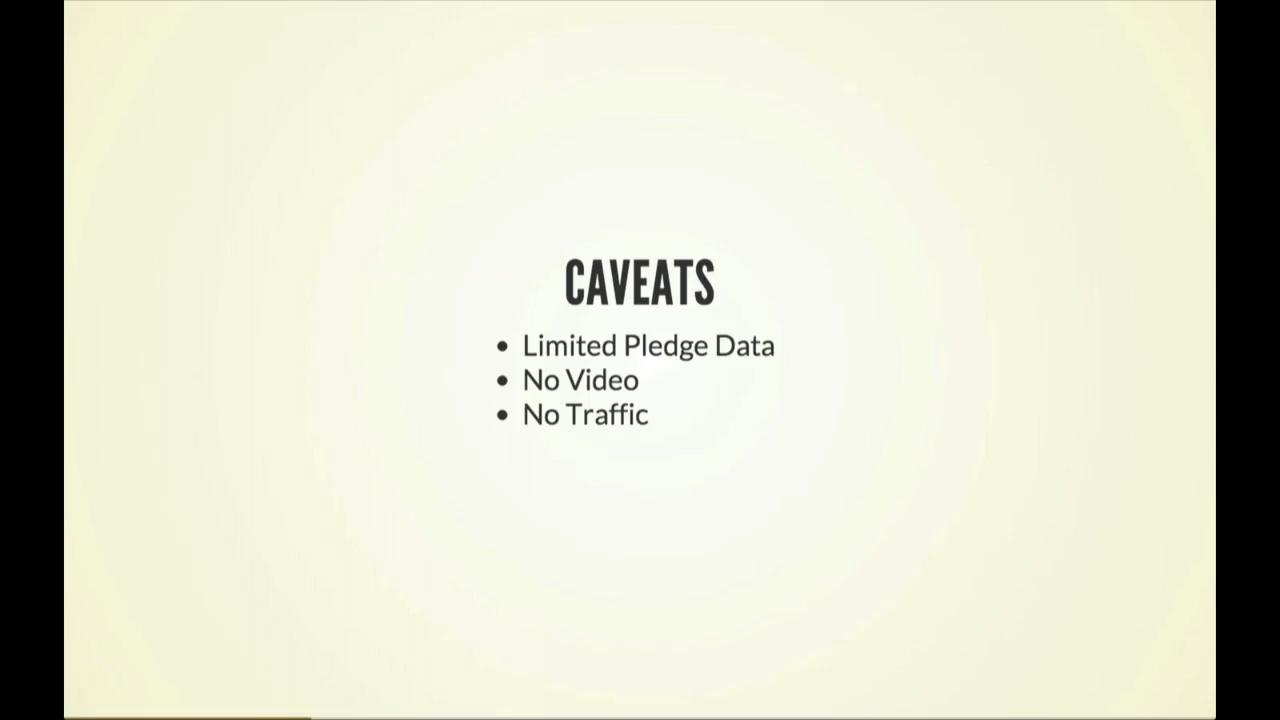 CAVEATS
• Limited Pledge Data
• No Video
• No Traffic